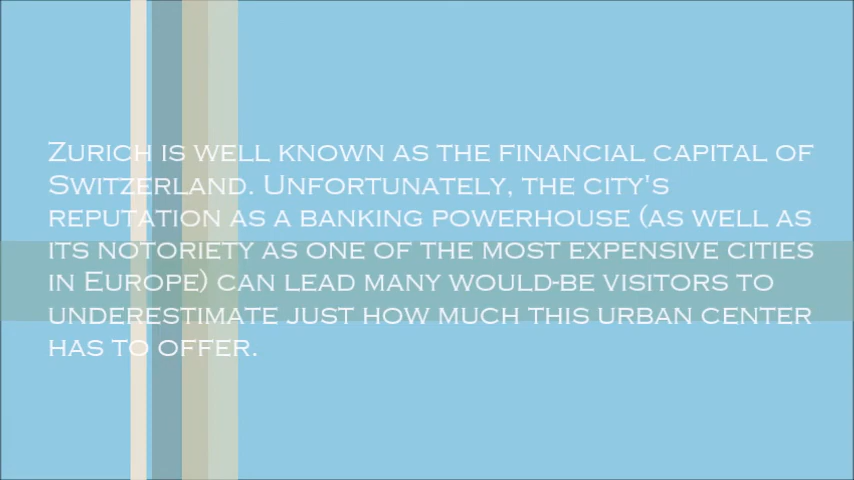 Zurich is well known as the financial capital of
Switzerland. Unfortunately, the city's
reputation as a banking powerhouse (as well as
its notoriety as one of the most expensive cities
in Europe) can lead many would-be visitors to
underestimate just how much this urban center
has to offer.